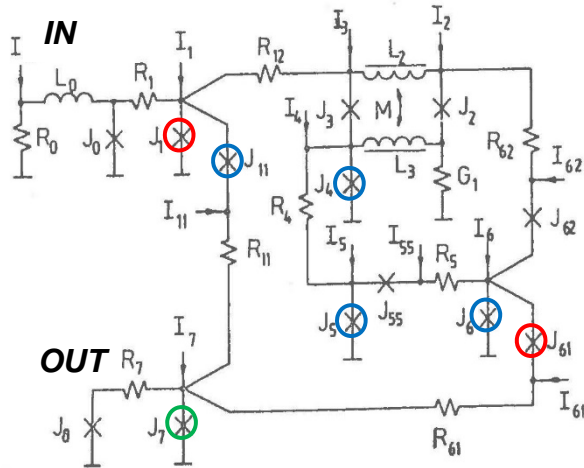 IN
I
I₁
I₃
I₂
L₀
R₁
R₁₂
L₂
I₄
J₃
M
J₂
R₀
J₀
J₁
J₁₁
L₃
R₆₂
I₆₂
J₄
G₁
R₄
J₆₂
I₁₁
R₁₁
I₅
I₅₅
R₅
I₆
J₅
J₅₅
J₆
J₆₁
OUT
I₇
R₇
I₆₁
J₈
J₇
R₆₁